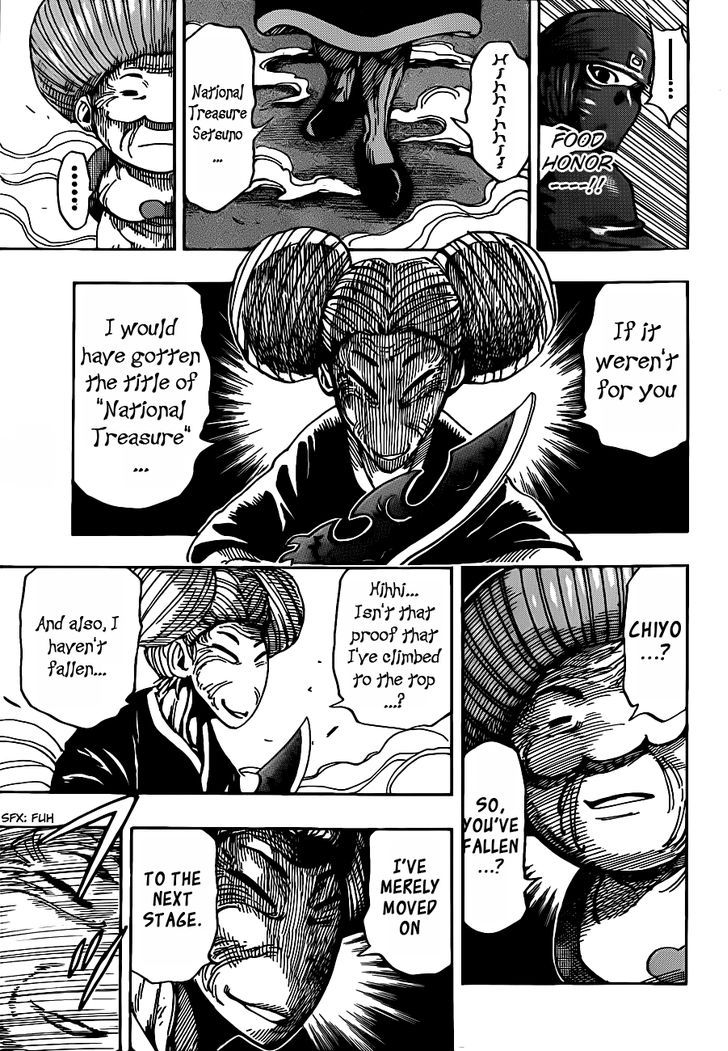 ......!!
FOOD
HONOR
----!!
Hihhihhi
National
Treasure
Setsuno
...
......
If it
weren't
for you
I would
have gotten
the title of
"National
Treasure"
...
CHIYO
...?
SO,
YOU'VE
FALLEN
...?
Hihhi...
Isn't that
proof that
I've climbed
to the top
...?
And also, I
haven't
fallen...
I'VE
MERELY
MOVED
ON
TO THE
NEXT
STAGE.
SFX: FUH